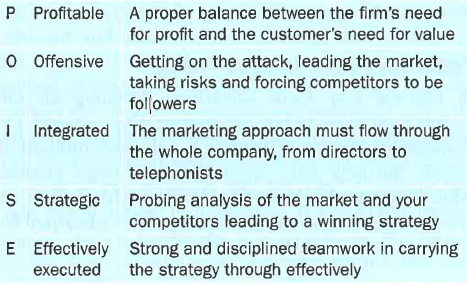 P Profitable A proper balance between the firm's need
for profit and the customer's need for value
O Offensive Getting on the attack, leading the market,
taking risks and forcing competitors to be
followers
I Integrated The marketing approach must flow through
the whole company, from directors to
telephonists
S Strategic Probing analysis of the market and your
competitors leading to a winning strategy
E Effectively Strong and disciplined teamwork in carrying
executed the strategy through effectively